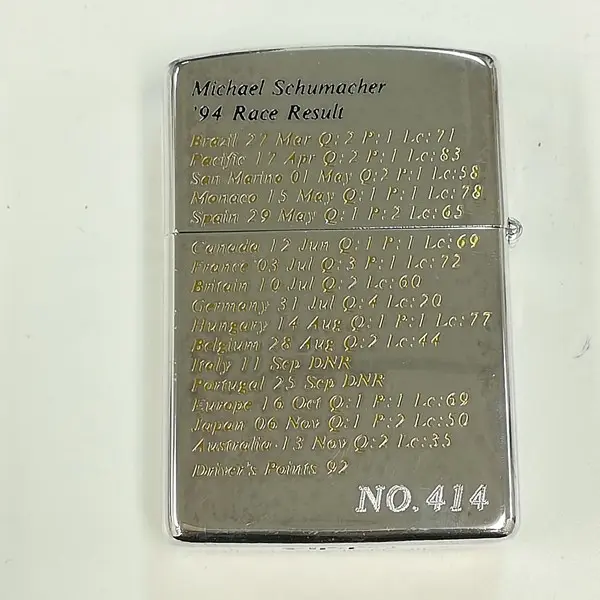 Michael Schumacher
'94 Race Result
Brazil 27 Mar Q:2 P:1 Lc:71
Pacific 17 Apr Q:2 P:1 Lc:83
San Marino 01 May Q:2 P:1 Lc:58
Monaco 15 May Q:1 P:1 Lc:78
Spain 29 May Q:1 P:2 Lc:65
Canada 12 Jun Q:1 P:1 Lc:69
France 03 Jul Q:3 P:1 Lc:72
Britain 10 Jul Q:2 Lc:60
Germany 31 Jul Q:4 Lc:20
Hungary 14 Aug Q:1 P:1 Lc:77
Belgium 28 Aug Q:2 Lc:44
Italy 11 Sep DNR
Portugal 25 Sep DNR
Europe 16 Oct Q:1 P:1 Lc:69
Japan 06 Nov Q:1 P:2 Lc:50
Australia 13 Nov Q:2 Lc:35
Driver's Points 92
NO.414